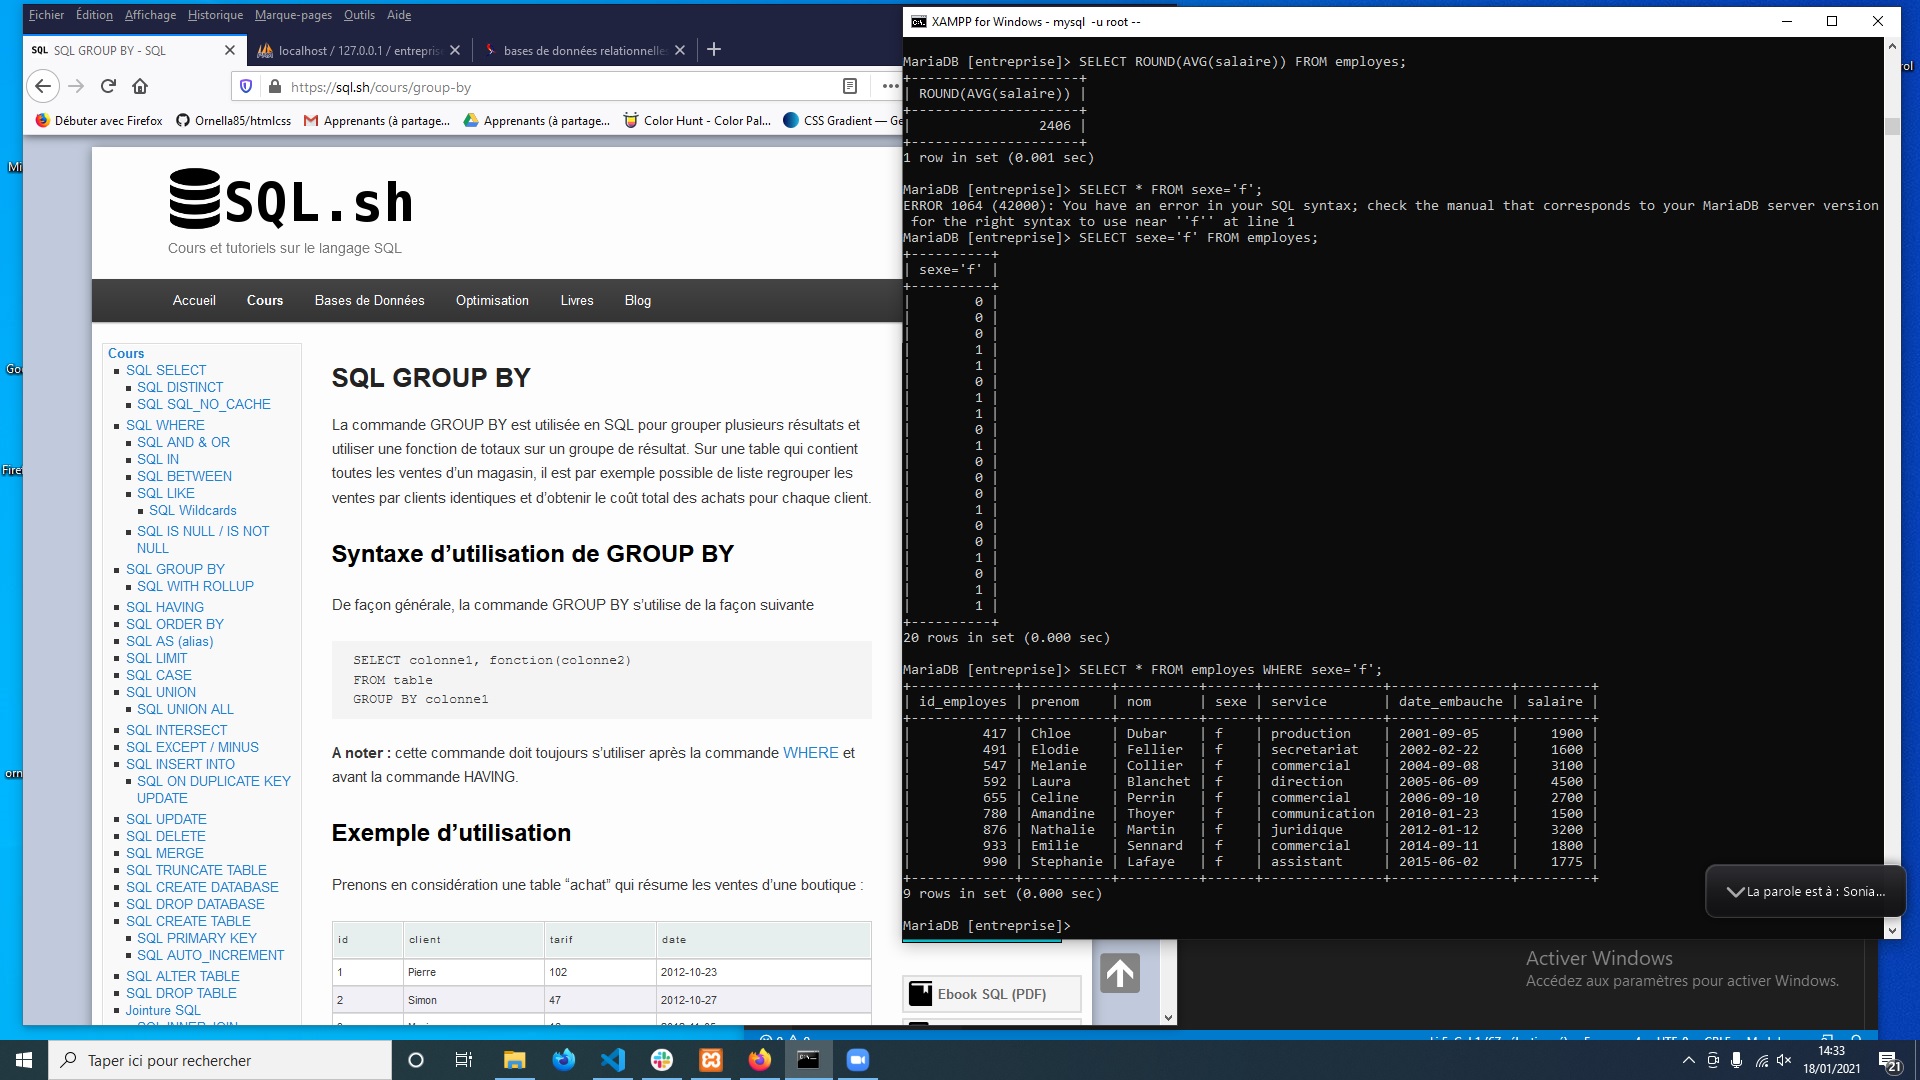 Fichier Édition Affichage Historique Marque-pages Outils Aide
SQL SQL GROUP BY - SQL
localhost / 127.0.0.1 / entrepris
bases de données relationnelle
https://sql.sh/cours/group-by
Débuter avec Firefox Ornella85/htmlcss Apprenants (à partage... Apprenants (à partage... Color Hunt - Color Pal... CSS Gradient — Ge
SQL.sh
Cours et tutoriels sur le langage SQL
Accueil Cours Bases de Données Optimisation Livres Blog
Cours
SQL SELECT
SQL DISTINCT
SQL SQL_NO_CACHE
SQL WHERE
SQL AND & OR
SQL IN
SQL BETWEEN
SQL LIKE
SQL Wildcards
SQL IS NULL / IS NOT
NULL
SQL GROUP BY
SQL WITH ROLLUP
SQL HAVING
SQL ORDER BY
SQL AS (alias)
SQL LIMIT
SQL CASE
SQL UNION
SQL UNION ALL
SQL INTERSECT
SQL EXCEPT / MINUS
SQL INSERT INTO
SQL ON DUPLICATE KEY
UPDATE
SQL UPDATE
SQL DELETE
SQL MERGE
SQL TRUNCATE TABLE
SQL CREATE DATABASE
SQL DROP DATABASE
SQL CREATE TABLE
SQL PRIMARY KEY
SQL AUTO_INCREMENT
SQL ALTER TABLE
SQL DROP TABLE
Jointure SQL
SQL INNER JOIN
SQL GROUP BY
La commande GROUP BY est utilisée en SQL pour grouper plusieurs résultats et
utiliser une fonction de totaux sur un groupe de résultat. Sur une table qui contient
toutes les ventes d’un magasin, il est par exemple possible de liste regrouper les
ventes par clients identiques et d’obtenir le coût total des achats pour chaque client.
Syntaxe d’utilisation de GROUP BY
De façon générale, la commande GROUP BY s’utilise de la façon suivante
SELECT colonne1, fonction(colonne2)
FROM table
GROUP BY colonne1
A noter : cette commande doit toujours s’utiliser après la commande WHERE et
avant la commande HAVING.
Exemple d’utilisation
Prenons en considération une table “achat” qui résume les ventes d’une boutique :
id client tarif date
1 Pierre 102 2012-10-23
2 Simon 47 2012-10-27
Ebook SQL (PDF)
XAMPP for Windows - mysql -u root --
MariaDB [entreprise]> SELECT ROUND(AVG(salaire)) FROM employes;
+---------------------+
| ROUND(AVG(salaire)) |
+---------------------+
| 2406 |
+---------------------+
1 row in set (0.001 sec)
MariaDB [entreprise]> SELECT * FROM sexe='f';
ERROR 1064 (42000): You have an error in your SQL syntax; check the manual that corresponds to your MariaDB server version
for the right syntax to use near ''f'' at line 1
MariaDB [entreprise]> SELECT sexe='f' FROM employes;
+----------+
| sexe='f' |
+----------+
| 0 |
| 0 |
| 0 |
| 1 |
| 1 |
| 0 |
| 1 |
| 1 |
| 0 |
| 1 |
| 0 |
| 0 |
| 0 |
| 1 |
| 0 |
| 0 |
| 1 |
| 0 |
| 1 |
| 1 |
+----------+
20 rows in set (0.000 sec)
MariaDB [entreprise]> SELECT * FROM employes WHERE sexe='f';
+-------------+-----------+----------+------+---------------+---------------+---------+
| id_employes | prenom | nom | sexe | service | date_embauche | salaire |
+-------------+-----------+----------+------+---------------+---------------+---------+
| 417 | Chloe | Dubar | f | production | 2001-09-05 | 1900 |
| 491 | Elodie | Fellier | f | secretariat | 2002-02-22 | 1600 |
| 547 | Melanie | Collier | f | commercial | 2004-09-08 | 3100 |
| 592 | Laura | Blanchet | f | direction | 2005-06-09 | 4500 |
| 655 | Celine | Perrin | f | commercial | 2006-09-10 | 2700 |
| 780 | Amandine | Thoyer | f | communication | 2010-01-23 | 1500 |
| 876 | Nathalie | Martin | f | juridique | 2012-01-12 | 3200 |
| 933 | Emilie | Sennard | f | commercial | 2014-09-11 | 1800 |
| 990 | Stephanie | Lafaye | f | assistant | 2015-06-02 | 1775 |
+-------------+-----------+----------+------+---------------+---------------+---------+
9 rows in set (0.000 sec)
MariaDB [entreprise]>
La parole est à : Sonia...
Activer Windows
Accédez aux paramètres pour activer Windows.
Taper ici pour rechercher
14:33
18/01/2021
21